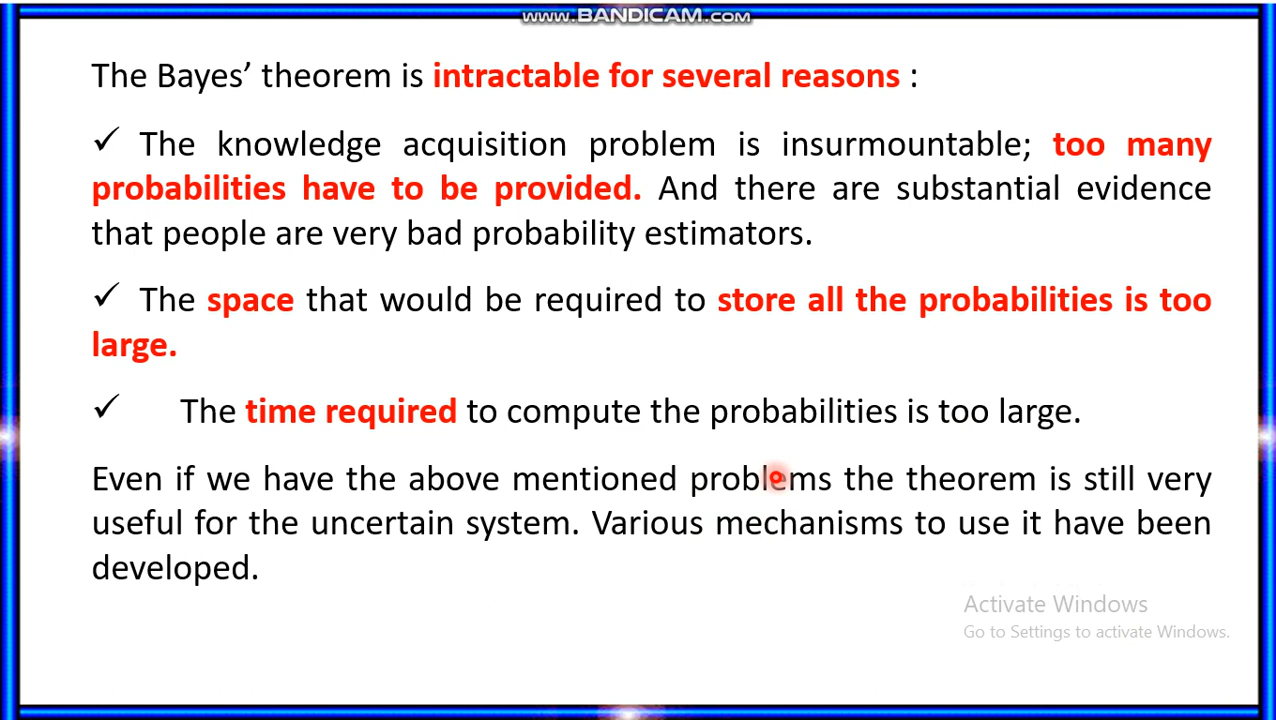 WWW.BANDICAM.COM
The Bayes’ theorem is intractable for several reasons :
✓ The knowledge acquisition problem is insurmountable; too many
probabilities have to be provided. And there are substantial evidence
that people are very bad probability estimators.
✓ The space that would be required to store all the probabilities is too
large.
✓ The time required to compute the probabilities is too large.
Even if we have the above mentioned problems the theorem is still very
useful for the uncertain system. Various mechanisms to use it have been
developed.
Activate Windows
Go to Settings to activate Windows.